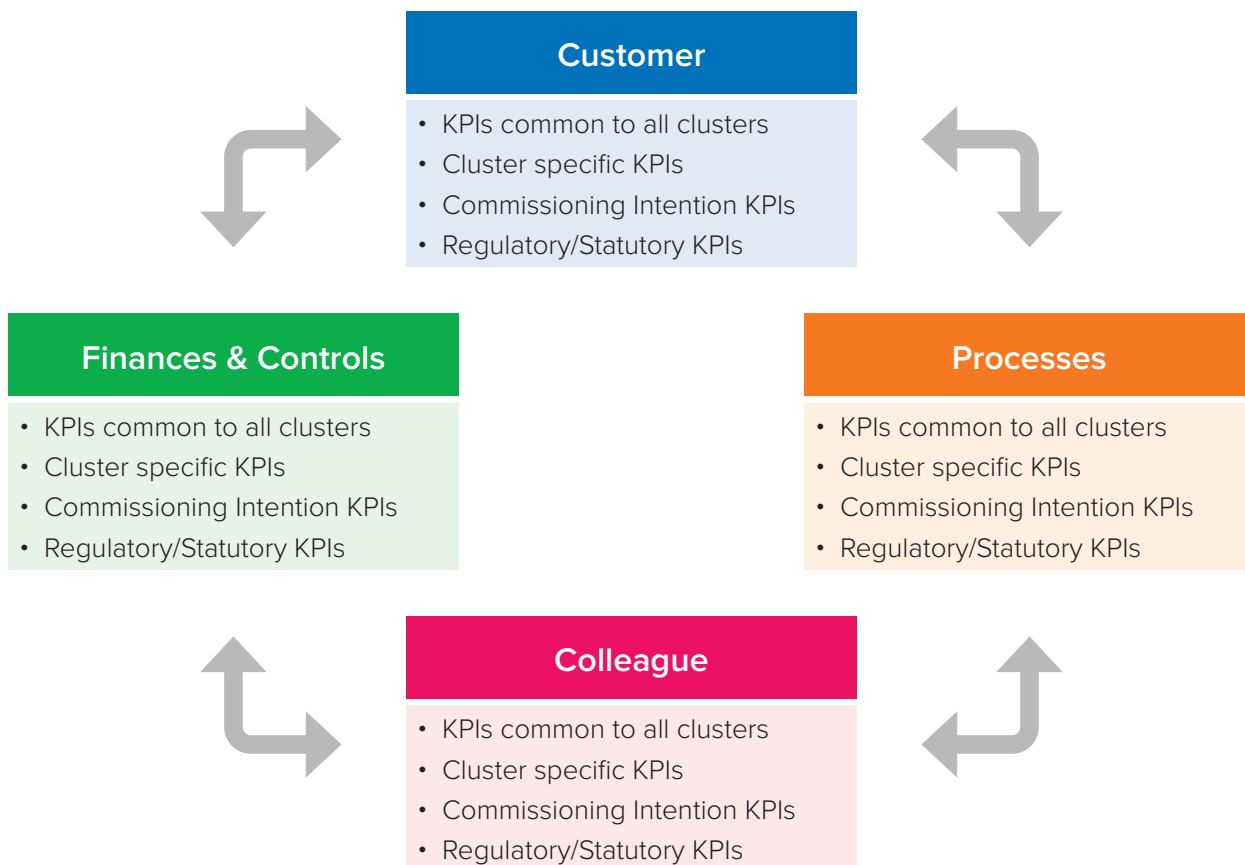 Customer
• KPIs common to all clusters
• Cluster specific KPIs
• Commissioning Intention KPIs
• Regulatory/Statutory KPIs
Finances & Controls
• KPIs common to all clusters
• Cluster specific KPIs
• Commissioning Intention KPIs
• Regulatory/Statutory KPIs
Processes
• KPIs common to all clusters
• Cluster specific KPIs
• Commissioning Intention KPIs
• Regulatory/Statutory KPIs
Colleague
• KPIs common to all clusters
• Cluster specific KPIs
• Commissioning Intention KPIs
• Regulatory/Statutory KPIs